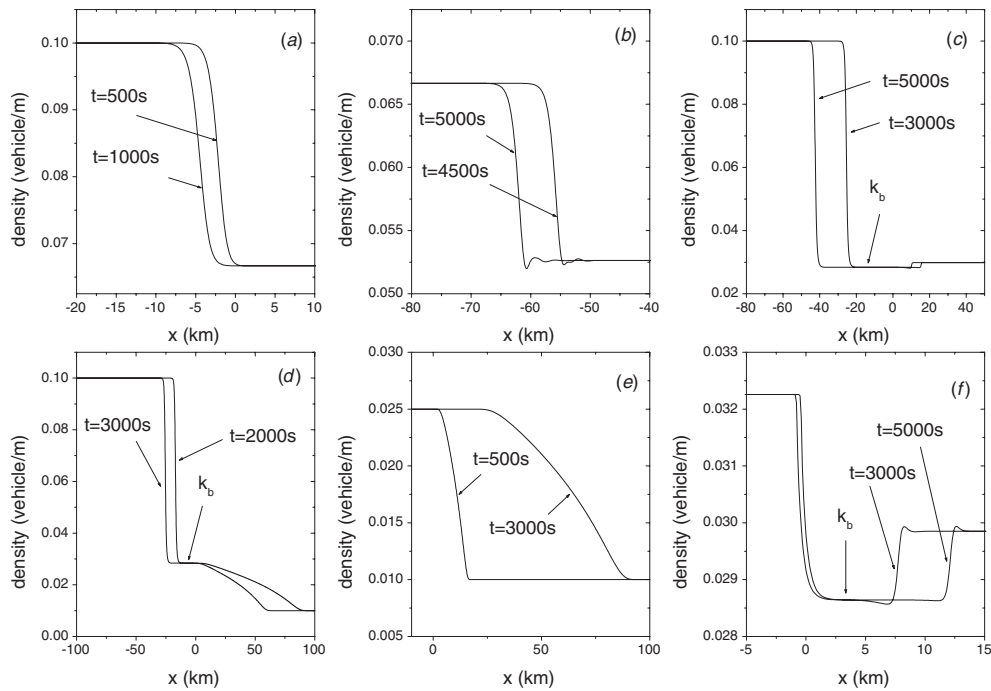 (a)
0.10
0.09
0.08
0.07
density (vehicle/m)
t=500s
t=1000s
-20
-15
-10
-5
0
5
10
x (km)
(b)
0.070
0.065
0.060
0.055
0.050
density (vehicle/m)
t=5000s
t=4500s
-80
-70
-60
-50
-40
x (km)
(c)
0.10
0.08
0.06
0.04
0.02
density (vehicle/m)
t=5000s
t=3000s
k_b
-80
-60
-40
-20
0
20
40
x (km)
(d)
0.10
0.08
0.06
0.04
0.02
0.00
density (vehicle/m)
t=3000s
t=2000s
k_b
-100
-50
0
50
100
x (km)
(e)
0.030
0.025
0.020
0.015
0.010
0.005
density (vehicle/m)
t=500s
t=3000s
0
50
100
x (km)
(f)
0.033
0.032
0.031
0.030
0.029
0.028
density (vehicle/m)
t=5000s
t=3000s
k_b
-5
0
5
10
15
x (km)